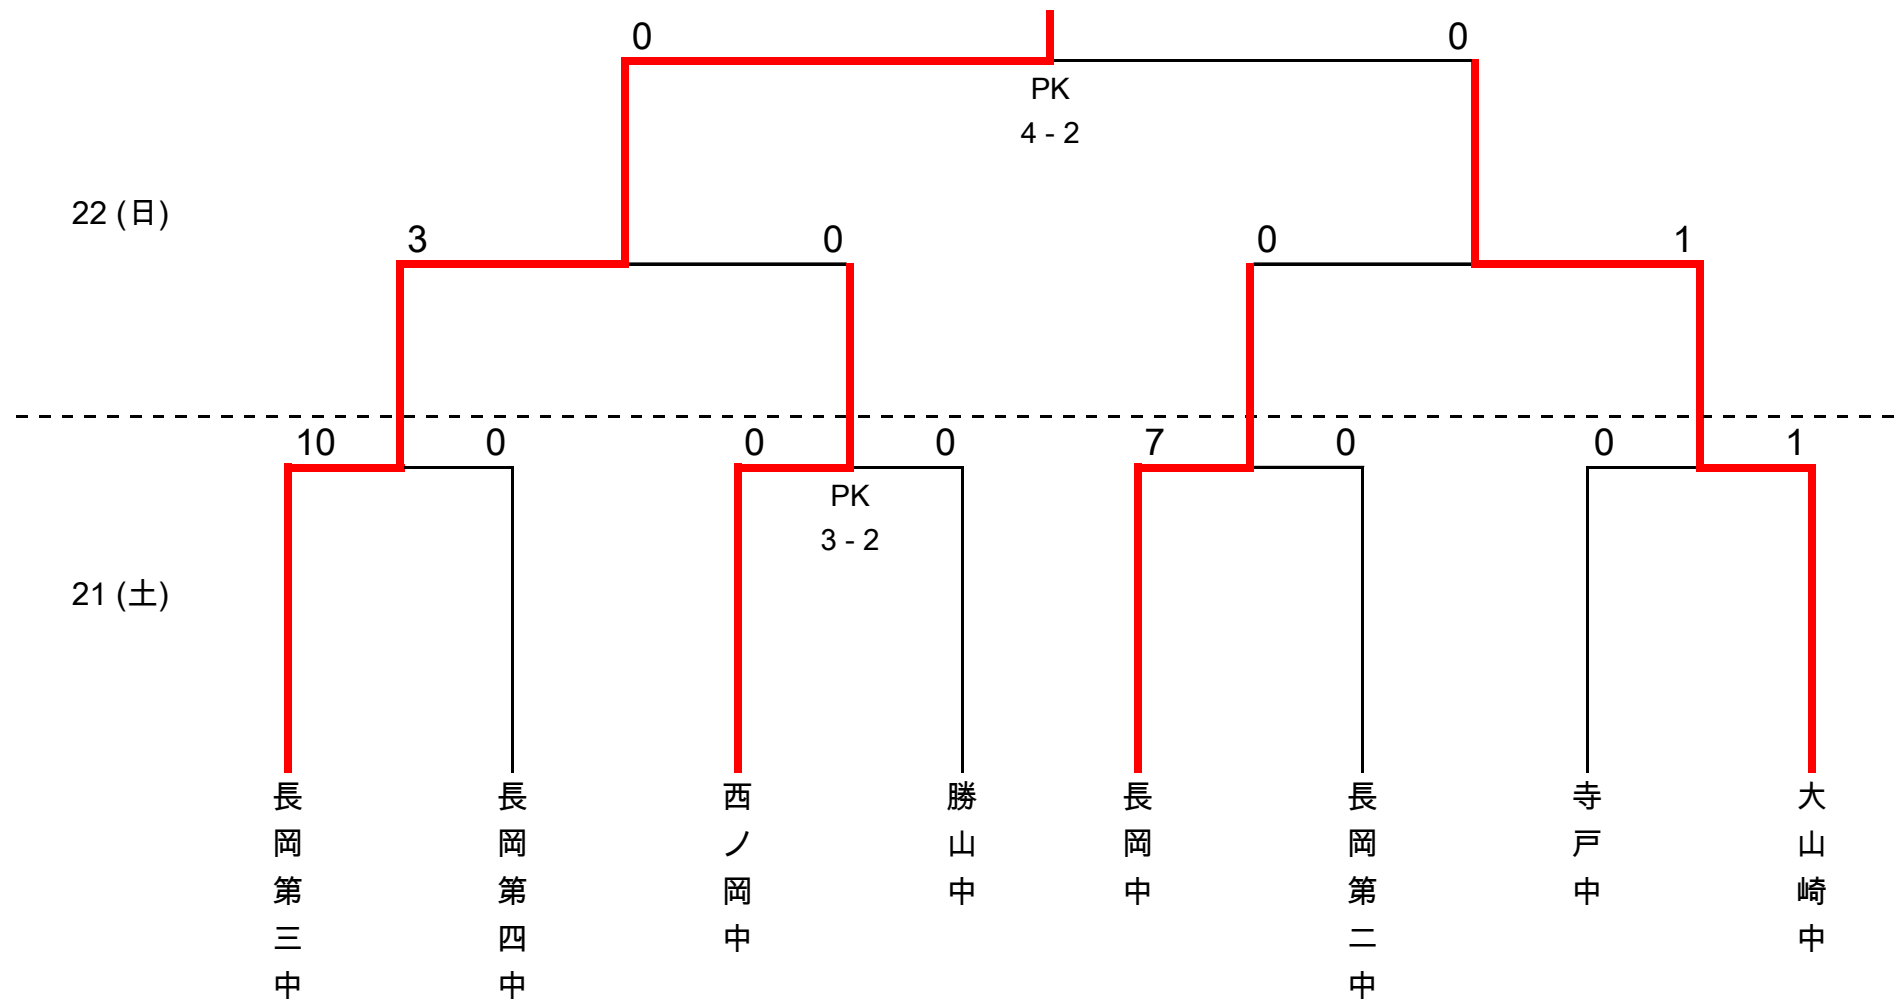 0 0
PK
4 - 2
22 (日)
3 0 0 1
10 0 0 0 7 0 0 1
PK
3 - 2
21 (土)
長岡第三中
長岡第四中
西ノ岡中
勝山中
長岡中
長岡第二中
寺戸中
大山崎中